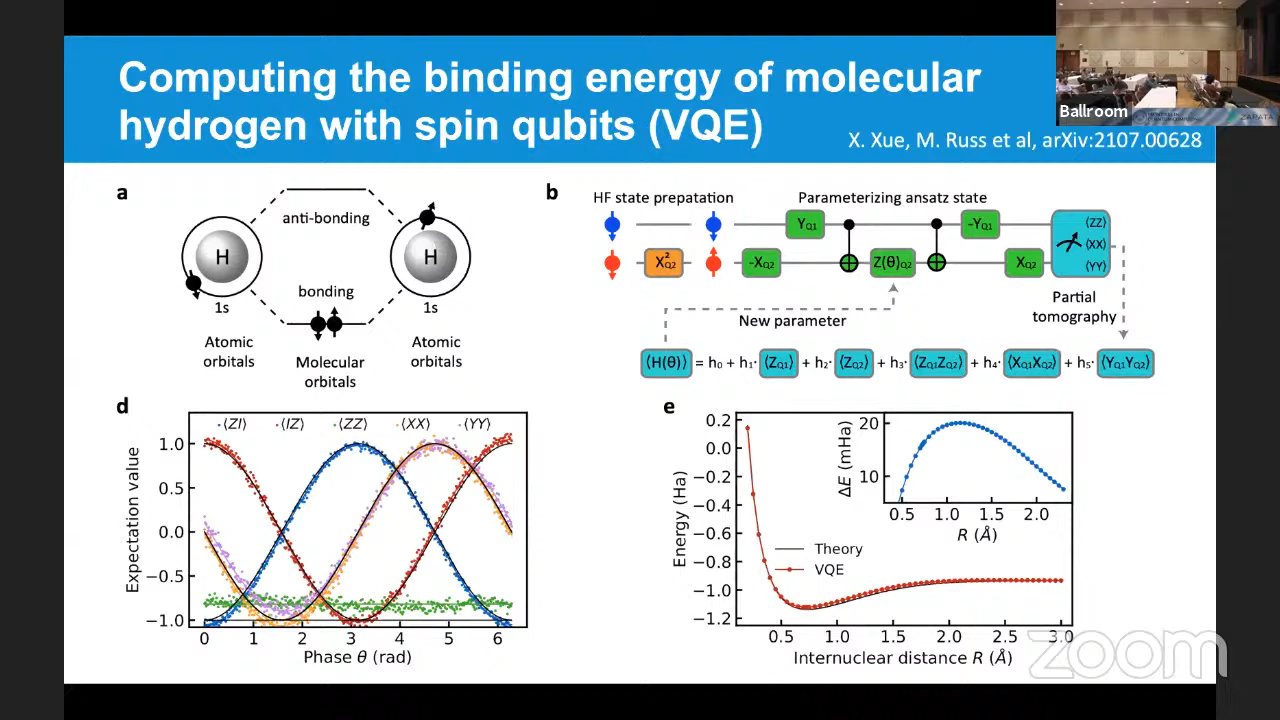 Computing the binding energy of molecular
hydrogen with spin qubits (VQE)
X. Xue, M. Russ et al, arXiv:2107.00628
Ballroom
ZAPATA
a
anti-bonding
H
H
bonding
1s
1s
Atomic
orbitals
Molecular
orbitals
Atomic
orbitals
b
HF state prepatation
Parameterizing ansatz state
Y_Q1
-Y_Q1
X²_Q2
-X_Q2
Z(θ)_Q2
X_Q2
⟨ZZ⟩
⟨XX⟩
⟨YY⟩
New parameter
Partial
tomography
⟨H(θ)⟩ = h₀ + h₁· ⟨Z_Q1⟩ + h₂· ⟨Z_Q2⟩ + h₃· ⟨Z_Q1Z_Q2⟩ + h₄· ⟨X_Q1X_Q2⟩ + h₅· ⟨Y_Q1Y_Q2⟩
d
⟨ZI⟩ ⟨IZ⟩ ⟨ZZ⟩ ⟨XX⟩ ⟨YY⟩
Expectation value
1.0
0.5
0.0
−0.5
−1.0
0 1 2 3 4 5 6
Phase θ (rad)
e
Energy (Ha)
0.2
0.0
−0.2
−0.4
−0.6
−0.8
−1.0
−1.2
Theory
VQE
ΔE (mHa)
20
10
0.5 1.0 1.5 2.0
R (Å)
0.5 1.0 1.5 2.0 2.5 3.0
Internuclear distance R (Å)
zoom